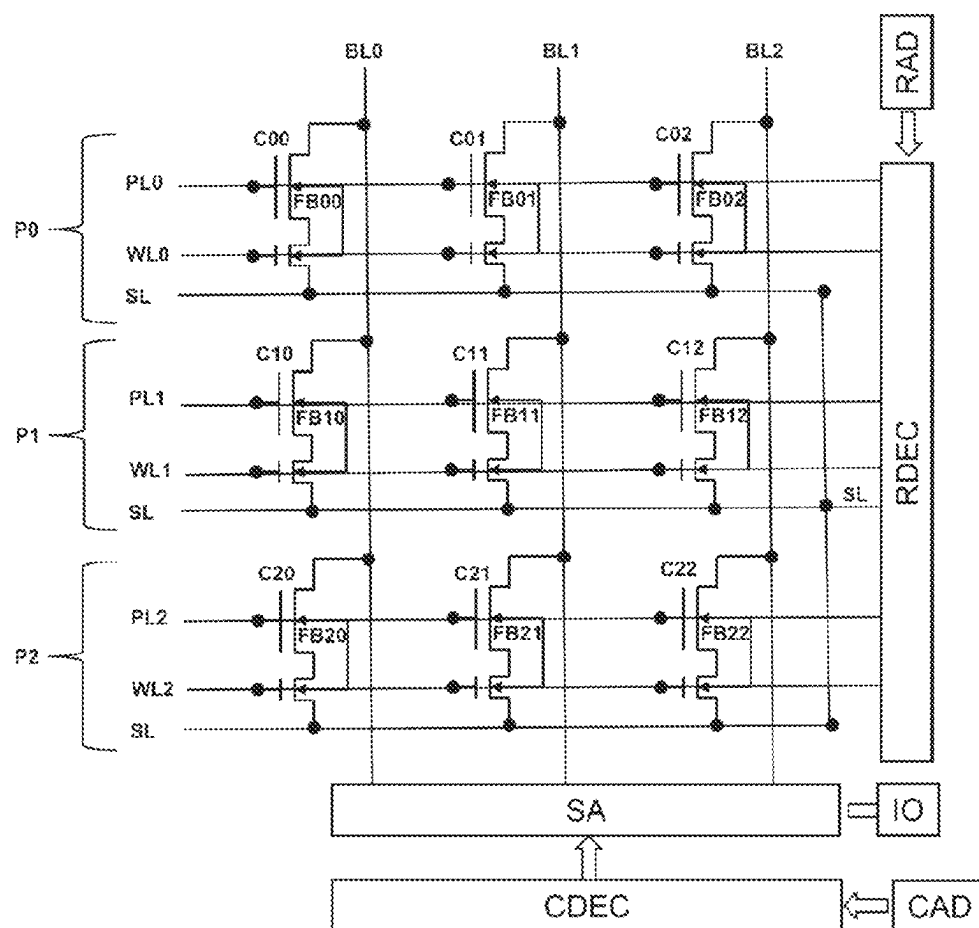 BL0 BL1 BL2
RAD
C00 C01 C02
PL0
FB00 FB01 FB02
P0
WL0
SL
C10 C11 C12
PL1
FB10 FB11 FB12
P1
WL1
SL SL
RDEC
C20 C21 C22
PL2
FB20 FB21 FB22
P2
WL2
SL
SA IO
CDEC CAD